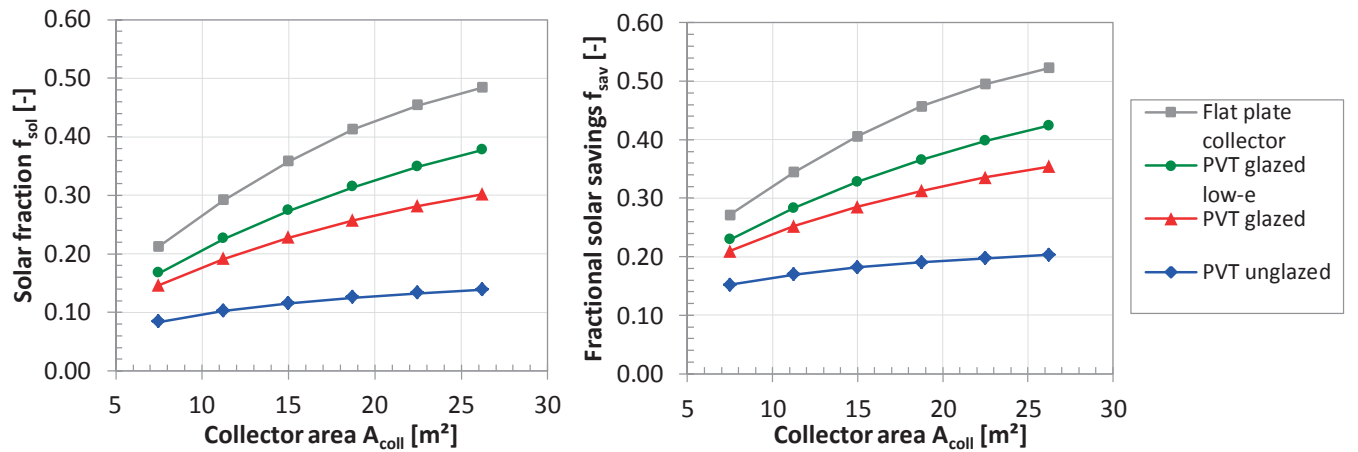 Solar fraction f_sol [-]
0.60
0.50
0.40
0.30
0.20
0.10
0.00
5 10 15 20 25 30
Collector area A_coll [m²]
Fractional solar savings f_sav [-]
0.60
0.50
0.40
0.30
0.20
0.10
0.00
5 10 15 20 25 30
Collector area A_coll [m²]
Flat plate
collector
PVT glazed
low-e
PVT glazed
PVT unglazed